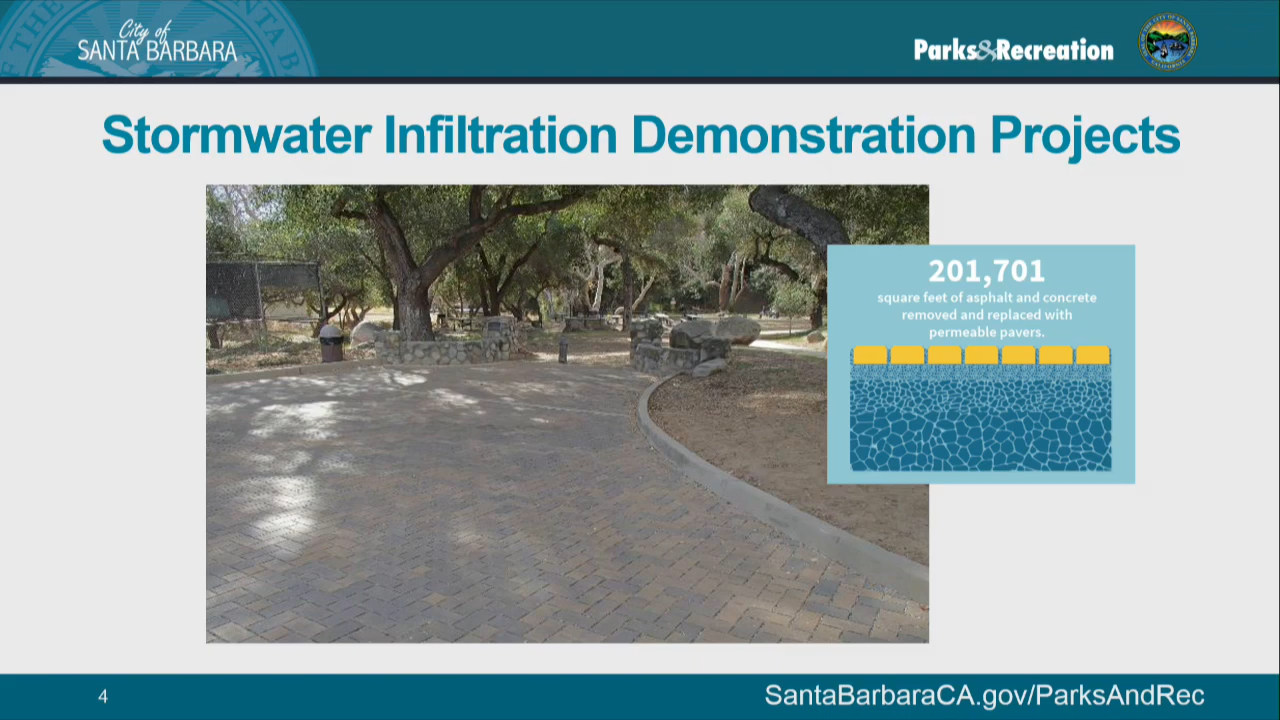 City of
SANTA BARBARA
Parks&Recreation
Stormwater Infiltration Demonstration Projects
201,701
square feet of asphalt and concrete
removed and replaced with
permeable pavers.
4
SantaBarbaraCA.gov/ParksAndRec